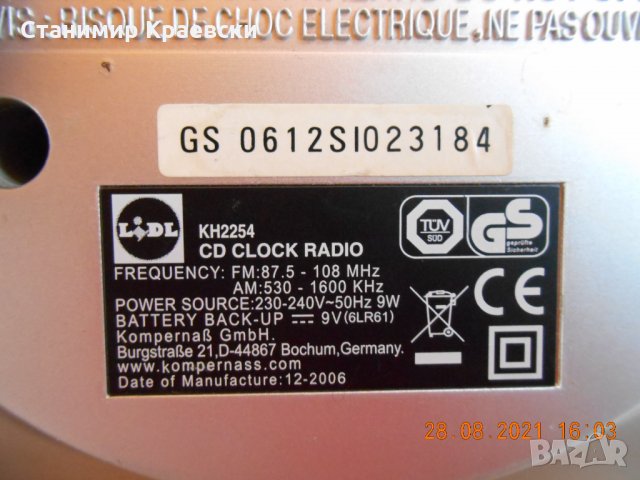 Станимир Краевски
VIS - RISQUE DE CHOC ELECTRIQUE. NE PAS OUV
GS 0612SI023184
LIDL
KH2254
CD CLOCK RADIO
TÜV
SÜD
GS
geprüfte
Sicherheit
FREQUENCY: FM:87.5 - 108 MHz
AM:530 - 1600 KHz
POWER SOURCE:230-240V~50Hz 9W
BATTERY BACK-UP ⎓ 9V(6LR61)
Kompernaß GmbH.
Burgstraße 21,D-44867 Bochum,Germany.
www.kompernass.com
Date of Manufacture:12-2006
CE
28.08.2021 16:03
bazar.bg